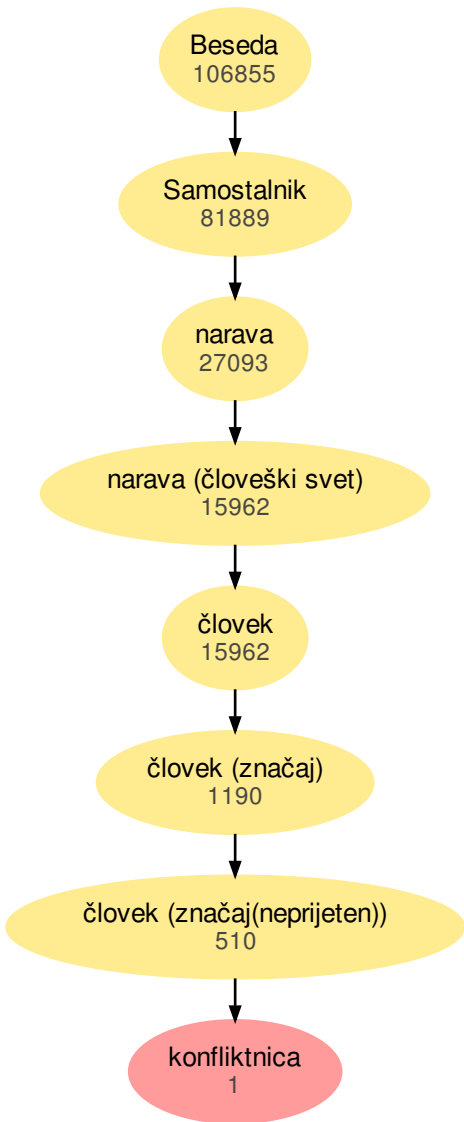 Beseda
106855
Samostalnik
81889
narava
27093
narava (človeški svet)
15962
človek
15962
človek (značaj)
1190
človek (značaj(neprijeten))
510
konfliktnica
1